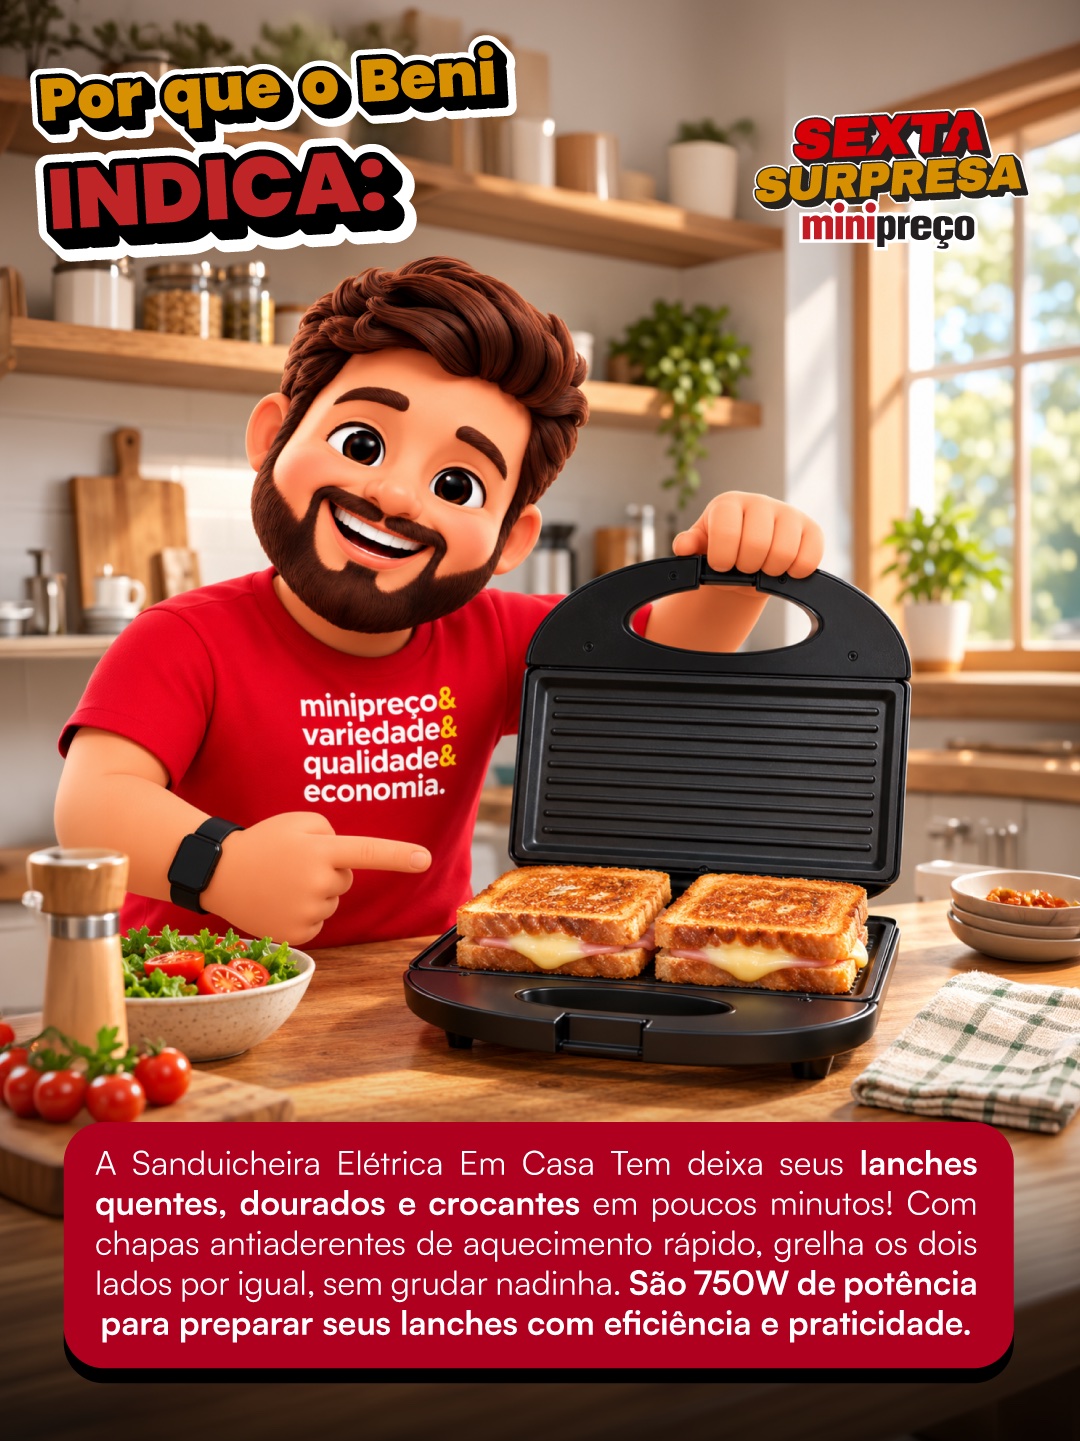 Por que o Beni
INDICA:
SEXTA
SURPRESA
minipreço
minipreço&
variedade&
qualidade&
economia.
A Sanduicheira Elétrica Em Casa Tem deixa seus lanches
quentes, dourados e crocantes em poucos minutos! Com
chapas antiaderentes de aquecimento rápido, grelha os dois
lados por igual, sem grudar nadinha. São 750W de potência
para preparar seus lanches com eficiência e praticidade.